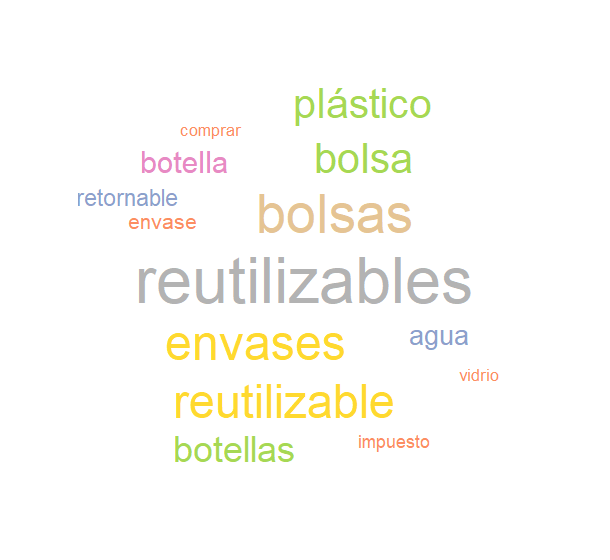 plástico
comprar
bolsa
botella
retornable
bolsas
envase
reutilizables
envases
agua
vidrio
reutilizable
impuesto
botellas